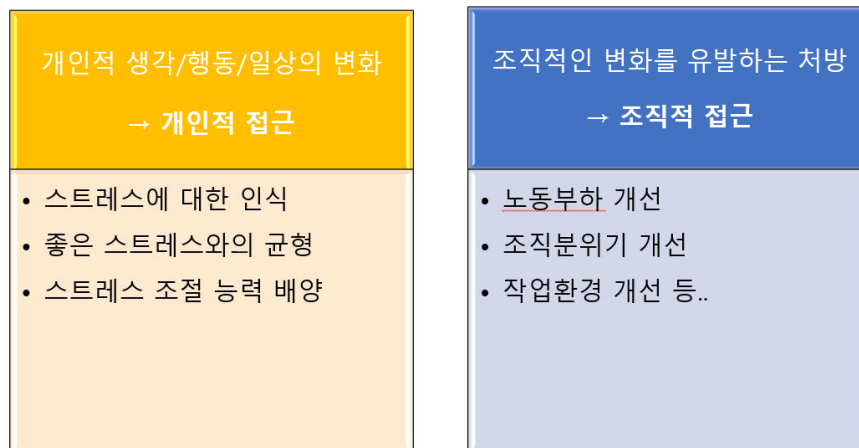 개인적 생각/행동/일상의 변화
→ 개인적 접근
• 스트레스에 대한 인식
• 좋은 스트레스와의 균형
• 스트레스 조절 능력 배양
조직적인 변화를 유발하는 처방
→ 조직적 접근
• 노동부하 개선
• 조직분위기 개선
• 작업환경 개선 등..